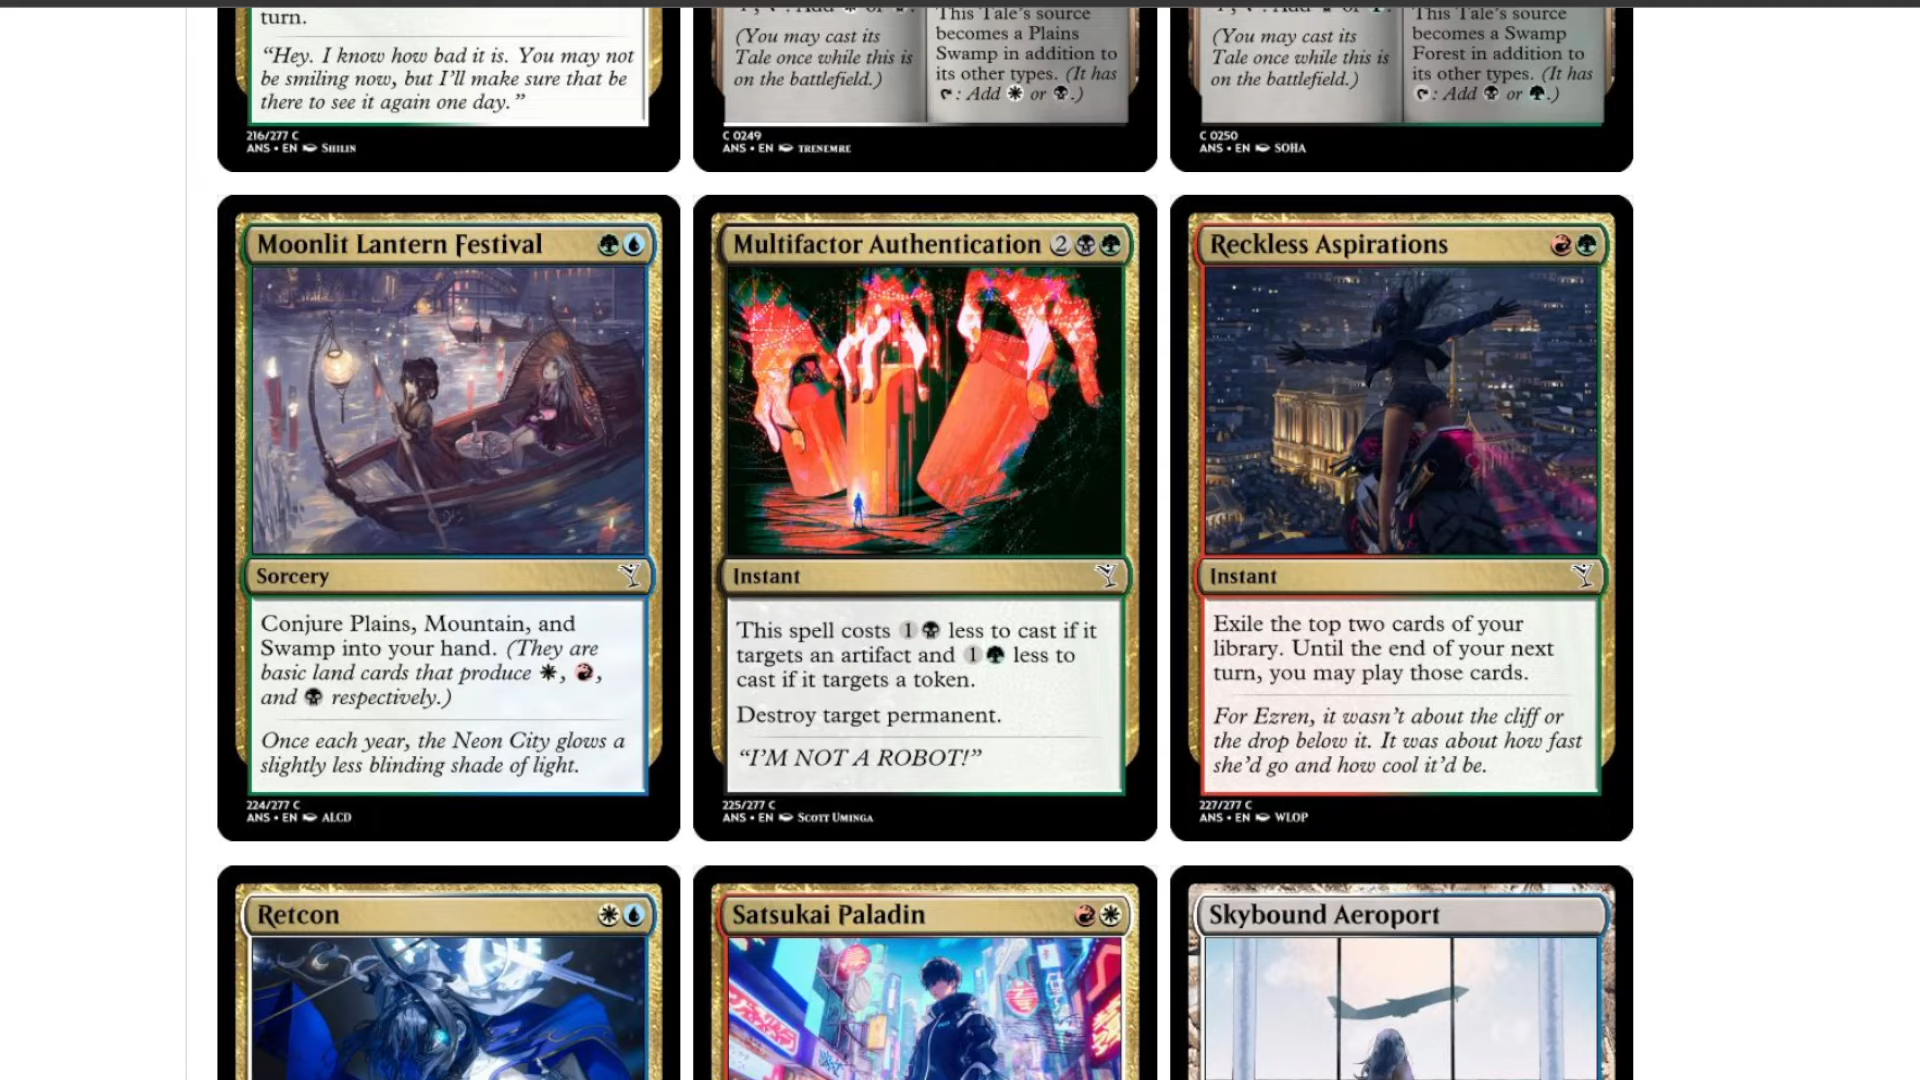 turn.
“Hey. I know how bad it is. You may not
be smiling now, but I’ll make sure that be
there to see it again one day.”
216/277 C
ANS • EN SHILIN
(You may cast its
Tale once while this is
on the battlefield.)
This Tale’s source
becomes a Plains
Swamp in addition to
its other types. (It has
: Add or .)
C 0249
ANS • EN TRENEMRE
(You may cast its
Tale once while this is
on the battlefield.)
This Tale’s source
becomes a Swamp
Forest in addition to
its other types. (It has
: Add or .)
C 0250
ANS • EN SOHA
Moonlit Lantern Festival
Sorcery
Conjure Plains, Mountain, and
Swamp into your hand. (They are
basic land cards that produce , ,
and respectively.)
Once each year, the Neon City glows a
slightly less blinding shade of light.
224/277 C
ANS • EN ALCD
Multifactor Authentication 2
Instant
This spell costs 1 less to cast if it
targets an artifact and 1 less to
cast if it targets a token.
Destroy target permanent.
“I’M NOT A ROBOT!”
225/277 C
ANS • EN SCOTT UMINGA
Reckless Aspirations
Instant
Exile the top two cards of your
library. Until the end of your next
turn, you may play those cards.
For Ezren, it wasn’t about the cliff or
the drop below it. It was about how fast
she’d go and how cool it’d be.
227/277 C
ANS • EN WLOP
Retcon
Satsukai Paladin
Skybound Aeroport